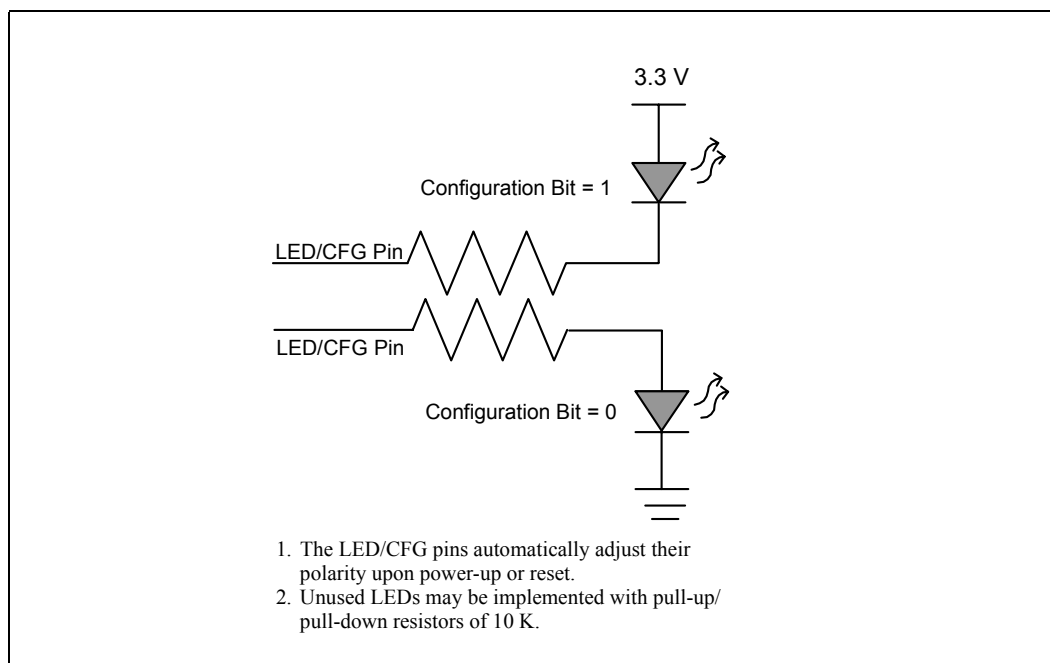 3.3 V
Configuration Bit = 1
LED/CFG Pin
LED/CFG Pin
Configuration Bit = 0
1. The LED/CFG pins automatically adjust their
polarity upon power-up or reset.
2. Unused LEDs may be implemented with pull-up/
pull-down resistors of 10 K.